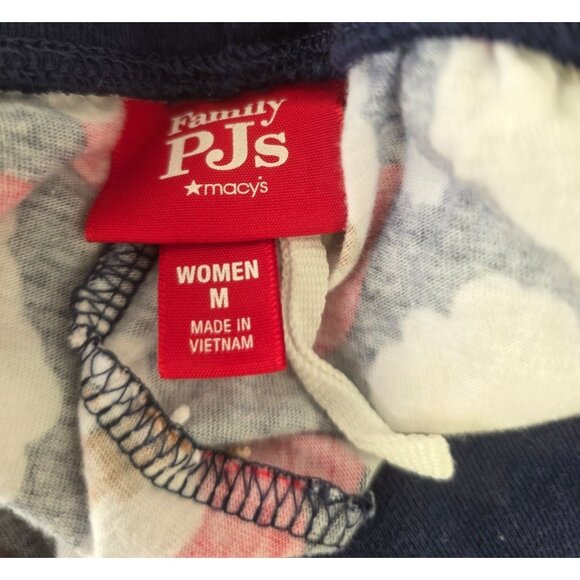 Family
PJs
★macy's
WOMEN
M
MADE IN
VIETNAM